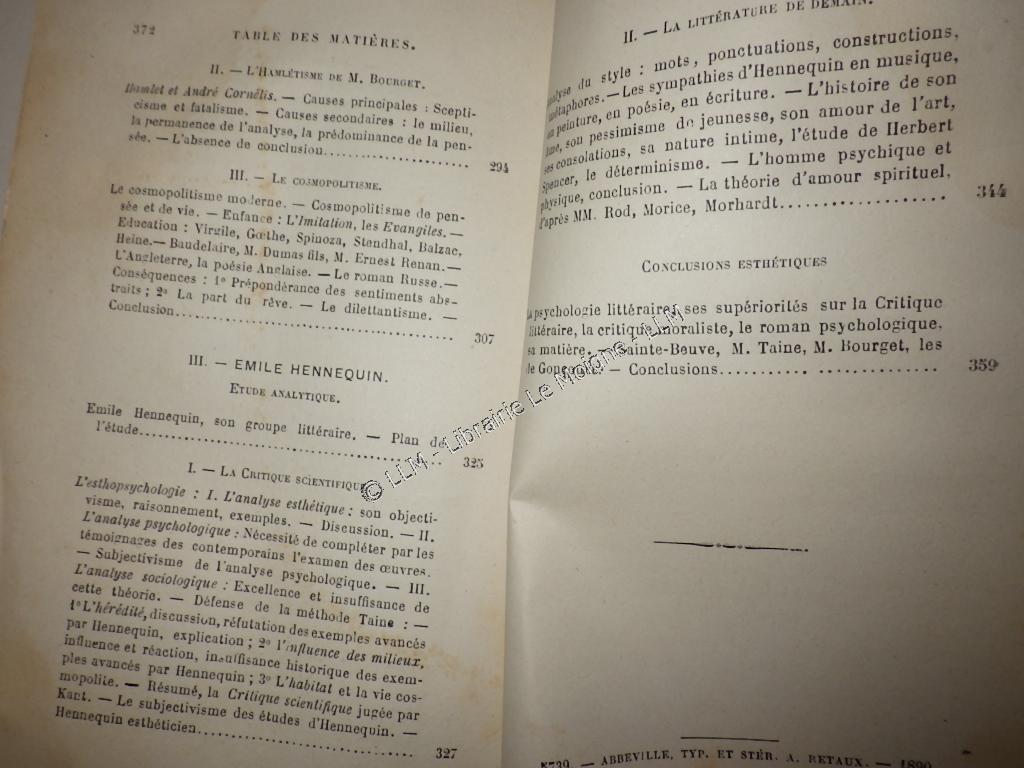 372
TABLE DES MATIÈRES.
II. — L'HAMLÉTISME DE M. BOURGET.
Hamlet et André Cornélis. — Causes principales : Scepti-
cisme et fatalisme. — Causes secondaires : le milieu,
la permanence de l'analyse, la prédominance de la pen-
sée. — L'absence de conclusion........................ 294
III. — LE COSMOPOLITISME.
Le cosmopolitisme moderne. — Cosmopolitisme de pen-
sée et de vie. — Enfance : L'Imitation, les Evangiles. —
Education : Virgile, Gœthe, Spinoza, Stendhal, Balzac,
Heine. — Baudelaire, M. Dumas fils, M. Ernest Renan. —
L'Angleterre, la poésie Anglaise. — Le roman Russe. —
Conséquences : 1º Prépondérance des sentiments abs-
traits ; 2º La part du rêve. — Le dilettantisme. —
Conclusion............................................ 307
III. — EMILE HENNEQUIN.
ETUDE ANALYTIQUE.
Emile Hennequin, son groupe littéraire. — Plan de
l'étude............................................... 325
I. — LA CRITIQUE SCIENTIFIQUE
L'esthopsychologie : I. L'analyse esthétique : son objecti-
visme, raisonnement, exemples. — Discussion. — II.
L'analyse psychologique : Nécessité de compléter par les
témoignages des contemporains l'examen des œuvres.
— Subjectivisme de l'analyse psychologique. — III.
L'analyse sociologique : Excellence et insuffisance de
cette théorie. — Défense de la méthode Taine : —
1º L'hérédité, discussion, réfutation des exemples avancés
par Hennequin, explication ; 2º l'influence des milieux,
influence et réaction, insuffisance historique des exem-
ples avancés par Hennequin ; 3º L'habitat et la vie cos-
mopolite. — Résumé, la Critique scientifique jugée par
Kant. — Le subjectivisme des études d'Hennequin. —
Hennequin esthéticien................................. 327
II. — LA LITTÉRATURE DE DEMAIN.
du style : mots, ponctuations, constructions,
métaphores. — Les sympathies d'Hennequin en musique,
en peinture, en poésie, en écriture. — L'histoire de son
son pessimisme de jeunesse, son amour de l'art,
ses consolations, sa nature intime, l'étude de Herbert
Spencer, le déterminisme. — L'homme psychique et
physique, conclusion. — La théorie d'amour spirituel,
d'après MM. Rod, Morice, Morhardt.................. 344
CONCLUSIONS ESTHÉTIQUES
La psychologie littéraire, ses supériorités sur la Critique
littéraire, la critique moraliste, le roman psychologique,
sa matière. — Sainte-Beuve, M. Taine, M. Bourget, les
de Goncourt. — Conclusions........... ............... 359
© LLM - Librairie Le Moigne - LLM
— ABBEVILLE, TYP. ET STÉR. A. RETAUX. — 1890